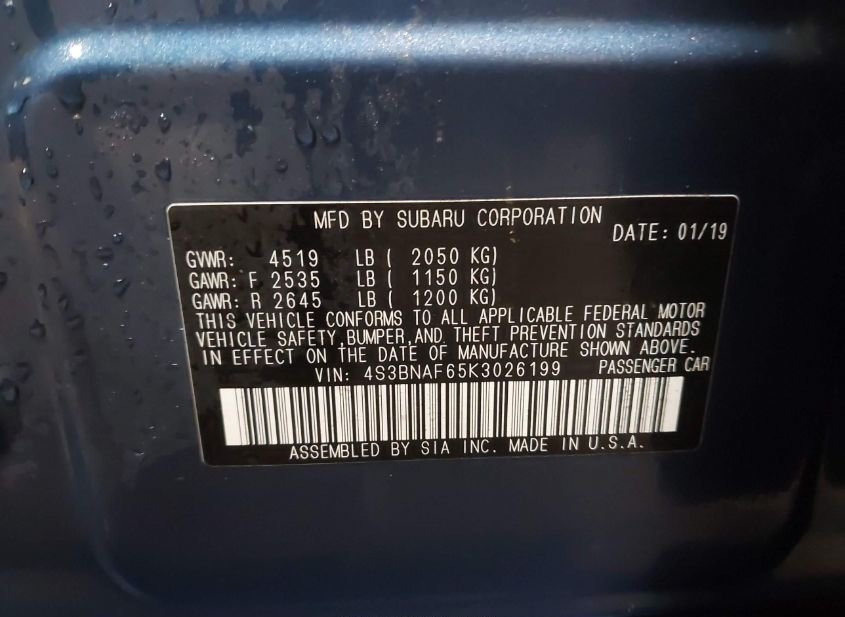 MFD BY SUBARU CORPORATION
DATE: 01/19
GVWR: 4519 LB ( 2050 KG)
GAWR: F 2535 LB ( 1150 KG)
GAWR: R 2645 LB ( 1200 KG)
THIS VEHICLE CONFORMS TO ALL APPLICABLE FEDERAL MOTOR
VEHICLE SAFETY,BUMPER,AND THEFT PREVENTION STANDARDS
IN EFFECT ON THE DATE OF MANUFACTURE SHOWN ABOVE.
VIN: 4S3BNAF65K3026199 PASSENGER CAR
ASSEMBLED BY SIA INC. MADE IN U.S.A.